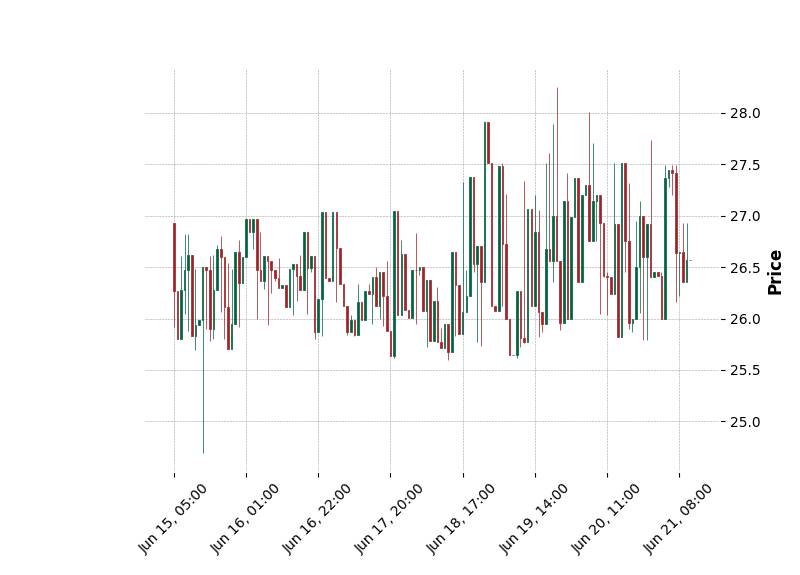 28.0
27.5
27.0
26.5
26.0
25.5
25.0
Price
Jun 15, 05:00
Jun 16, 01:00
Jun 16, 22:00
Jun 17, 20:00
Jun 18, 17:00
Jun 19, 14:00
Jun 20, 11:00
Jun 21, 08:00